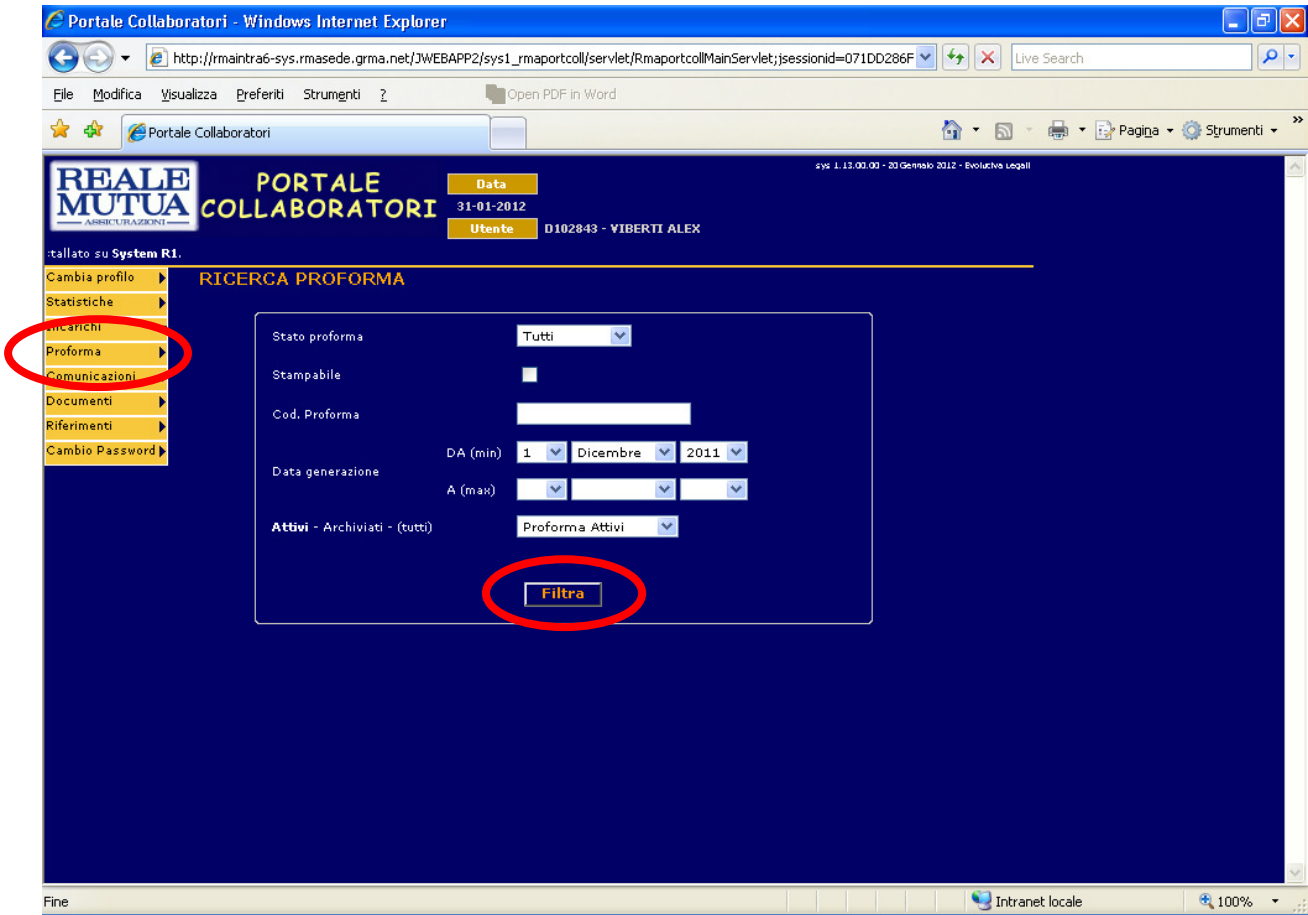 Portale Collaboratori - Windows Internet Explorer
http://rmaintra6-sys.rmasede.grma.net/JWEBAPP2/sys1_rmaportcoll/servlet/RmaportcollMainServlet;jsessionid=071DD286F
Live Search
File Modifica Visualizza Preferiti Strumenti ? Open PDF in Word
Portale Collaboratori
Pagina Strumenti »
sys 1.13.00.00 - 20 Gennaio 2012 - Evolutiva Legali
REALE
MUTUA
ASSICURAZIONI
PORTALE
COLLABORATORI
Data
31-01-2012
Utente D102843 - VIBERTI ALEX
tallato su System R1.
Cambia profilo
Statistiche
Incarichi
Proforma
Comunicazioni
Documenti
Riferimenti
Cambio Password
RICERCA PROFORMA
Stato proforma Tutti
Stampabile
Cod. Proforma
Data generazione
DA (min) 1 Dicembre 2011
A (max)
Attivi - Archiviati - (tutti) Proforma Attivi
Filtra
Fine Intranet locale 100%